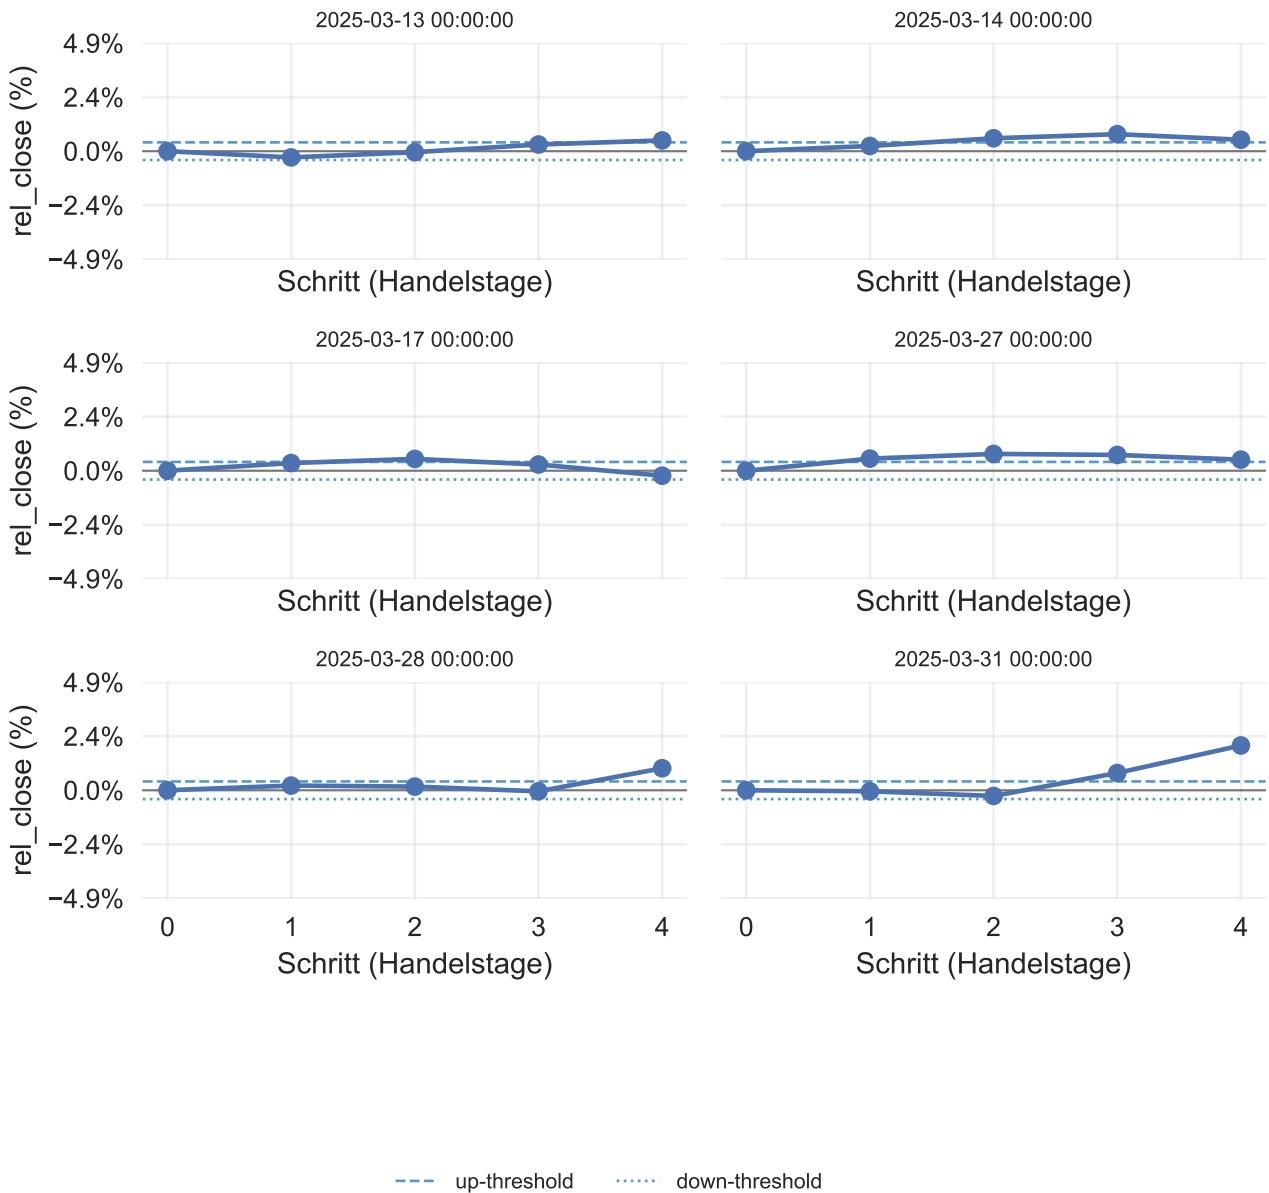 2025-03-13 00:00:00
2025-03-14 00:00:00
4.9%
2.4%
0.0%
−2.4%
−4.9%
rel_close (%)
Schritt (Handelstage)
Schritt (Handelstage)
2025-03-17 00:00:00
2025-03-27 00:00:00
4.9%
2.4%
0.0%
−2.4%
−4.9%
rel_close (%)
Schritt (Handelstage)
Schritt (Handelstage)
2025-03-28 00:00:00
2025-03-31 00:00:00
4.9%
2.4%
0.0%
−2.4%
−4.9%
rel_close (%)
0 1 2 3 4
0 1 2 3 4
Schritt (Handelstage)
Schritt (Handelstage)
up-threshold
down-threshold